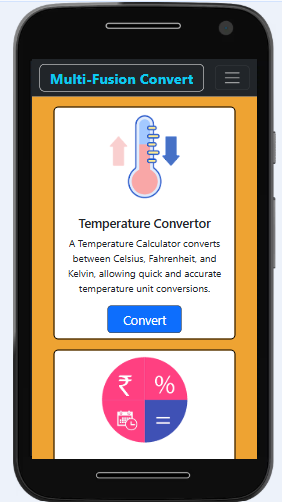 Multi-Fusion Convert
Temperature Convertor
A Temperature Calculator converts
between Celsius, Fahrenheit, and
Kelvin, allowing quick and accurate
temperature unit conversions.
Convert
₹ %
=